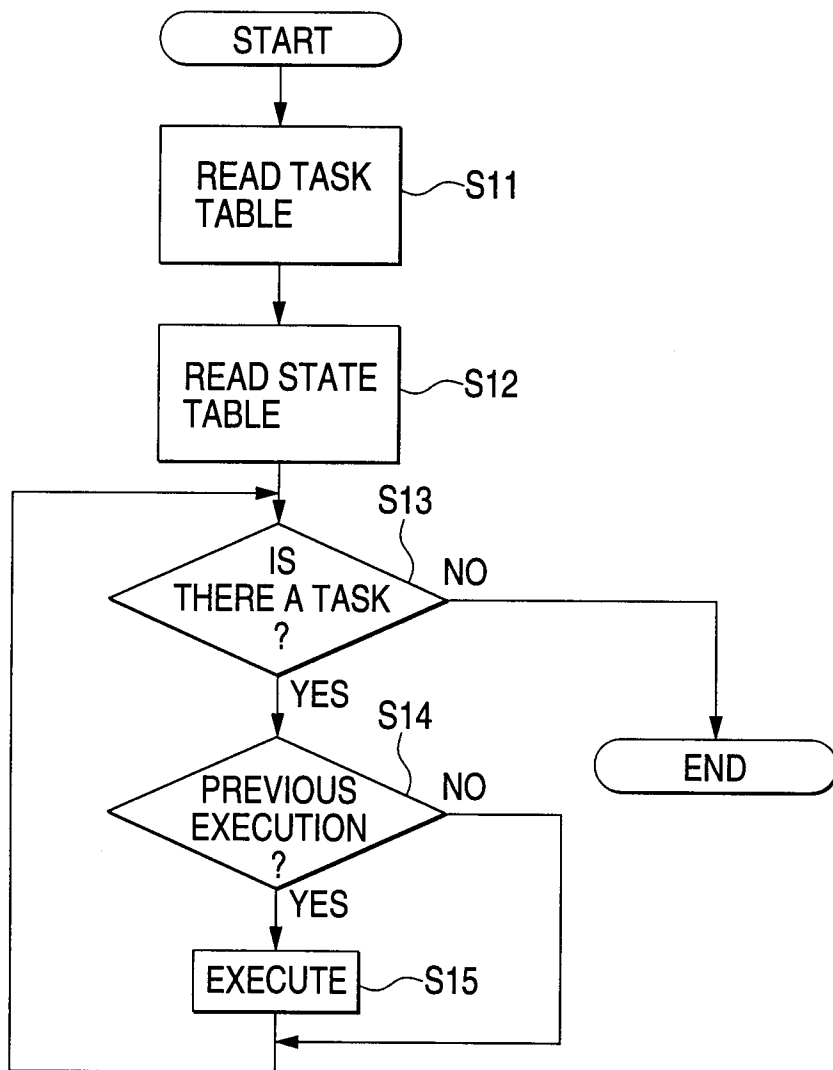 START
READ TASK
TABLE
S11
READ STATE
TABLE
S12
S13
IS
THERE A TASK
?
NO
YES
S14
END
PREVIOUS
EXECUTION
?
NO
YES
EXECUTE
S15